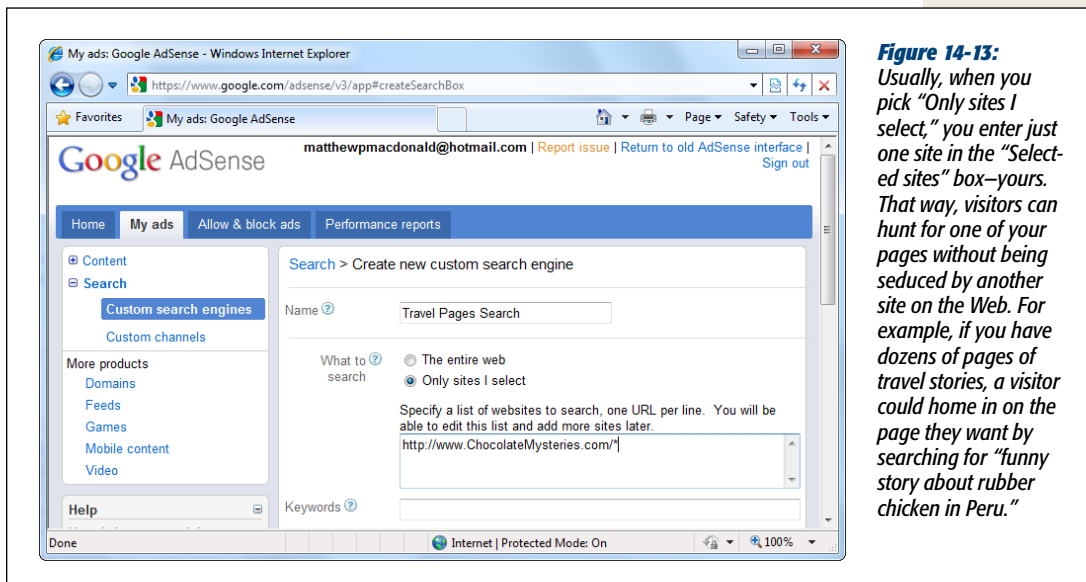 My ads: Google AdSense - Windows Internet Explorer
https://www.google.com/adsense/v3/app#createSearchBox
Favorites
My ads: Google AdSense
Page
Safety
Tools
Google AdSense
matthewpmacdonald@hotmail.com | Report issue | Return to old AdSense interface |
Sign out
Home
My ads
Allow & block ads
Performance reports
Content
Search
Custom search engines
Custom channels
More products
Domains
Feeds
Games
Mobile content
Video
Help
Search > Create new custom search engine
Name
Travel Pages Search
What to
search
The entire web
Only sites I select
Specify a list of websites to search, one URL per line. You will be
able to edit this list and add more sites later.
http://www.ChocolateMysteries.com/*
Keywords
Done
Internet | Protected Mode: On
100%
Figure 14-13:
Usually, when you
pick “Only sites I
select,” you enter just
one site in the “Select-
ed sites” box—yours.
That way, visitors can
hunt for one of your
pages without being
seduced by another
site on the Web. For
example, if you have
dozens of pages of
travel stories, a visitor
could home in on the
page they want by
searching for “funny
story about rubber
chicken in Peru.”